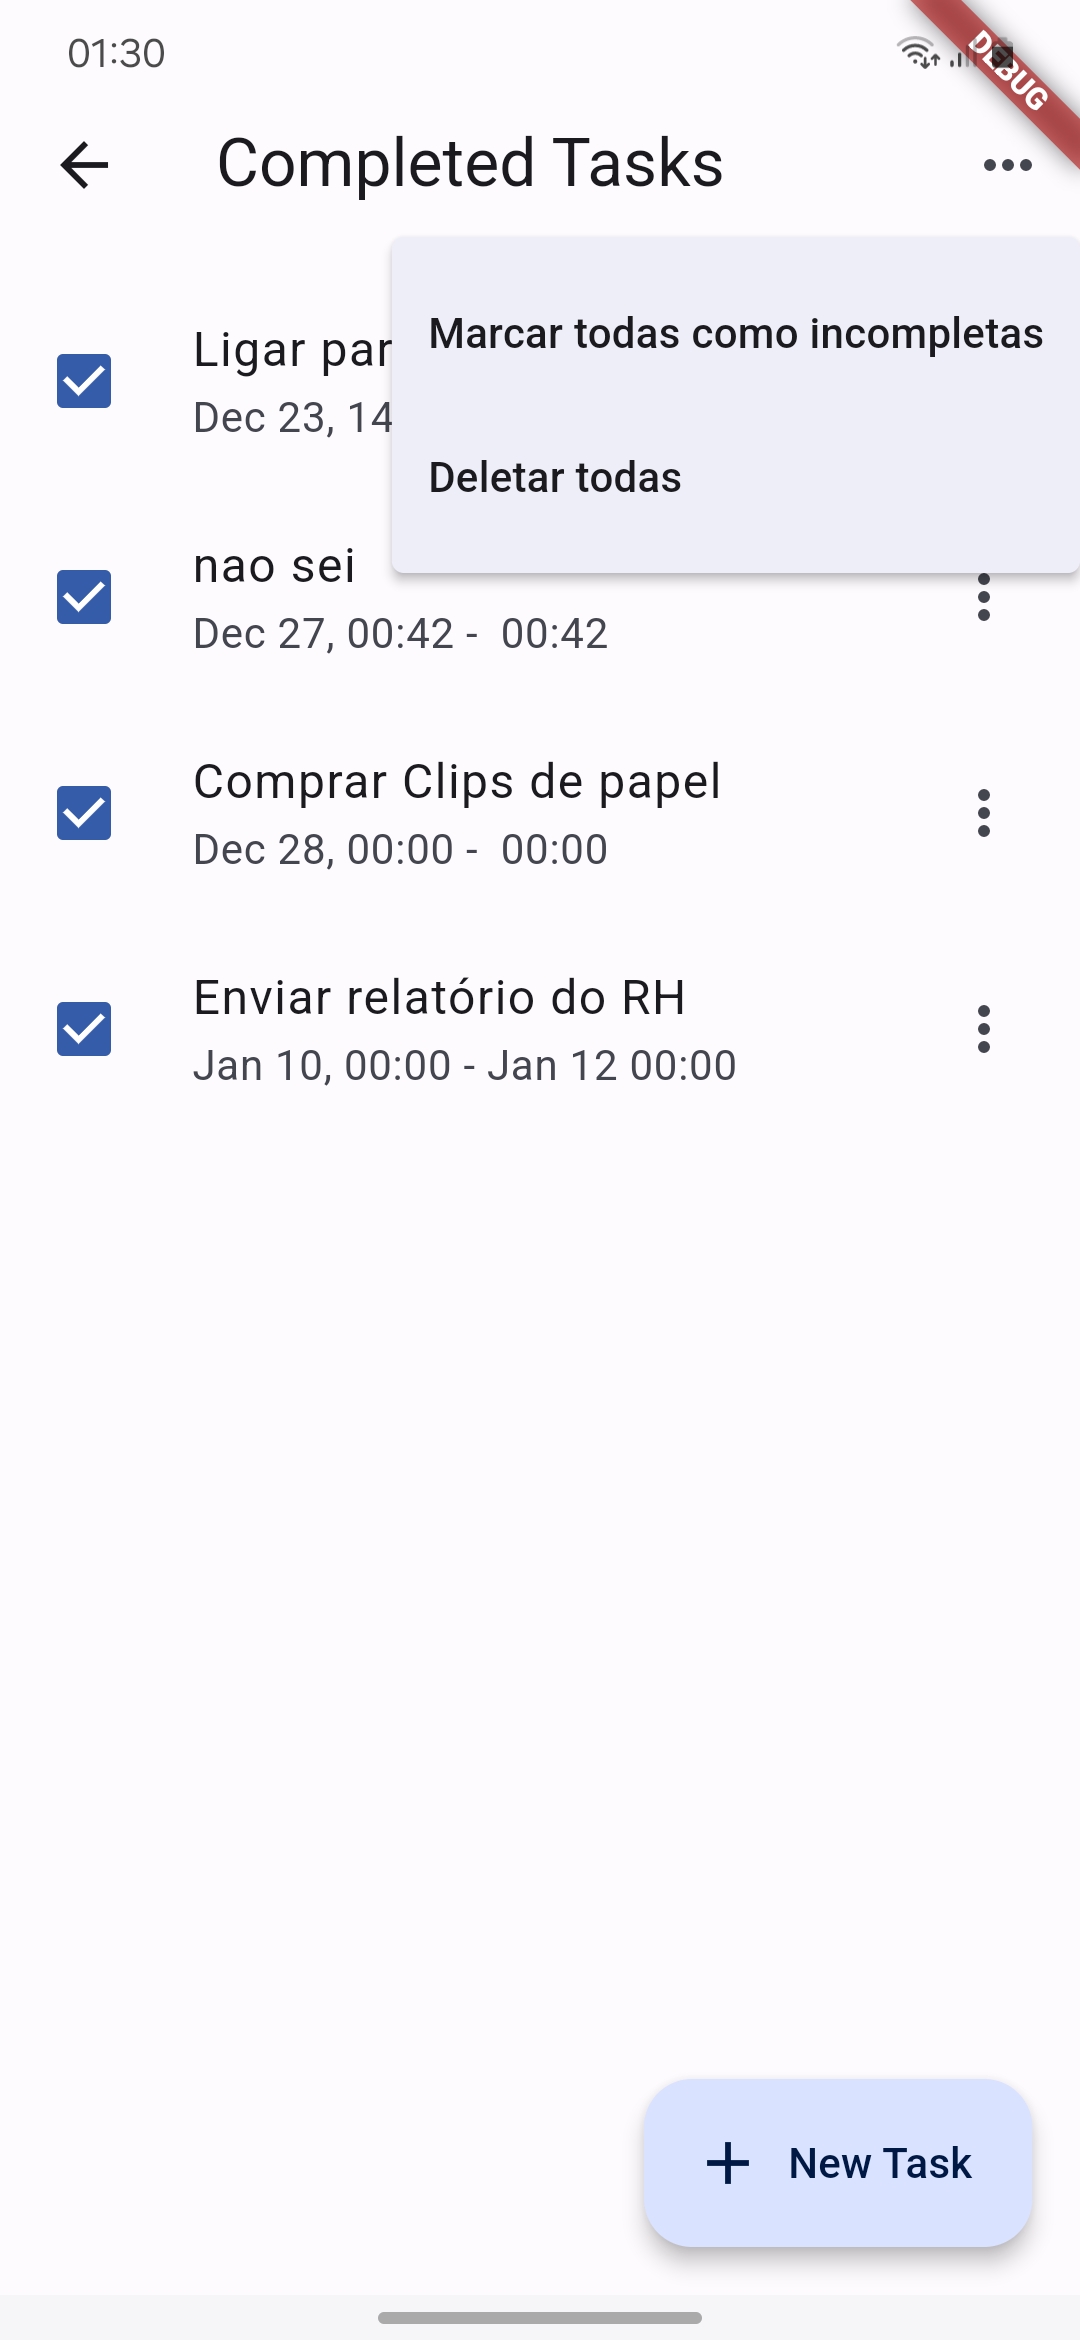 01:30
DEBUG
Completed Tasks
Marcar todas como incompletas
Deletar todas
Ligar
Dec 23,
nao sei
Dec 27, 00:42 -  00:42
Comprar Clips de papel
Dec 28, 00:00 -  00:00
Enviar relatório do RH
Jan 10, 00:00 - Jan 12 00:00
New Task